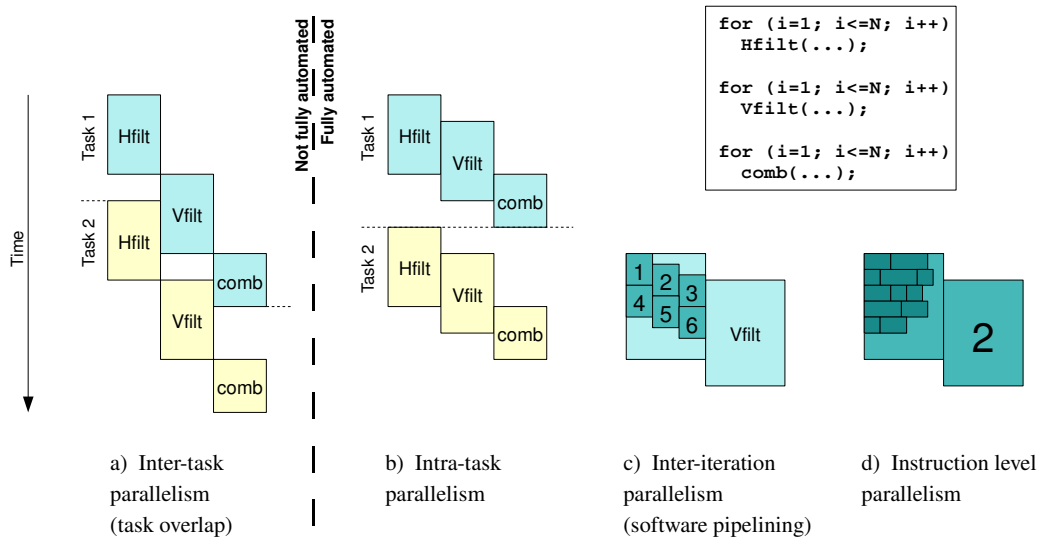 for (i=1; i<=N; i++)
Hfilt(...);
for (i=1; i<=N; i++)
Vfilt(...);
for (i=1; i<=N; i++)
comb(...);
Not fully automated
Fully automated
Time
Task 1
Hfilt
Vfilt
comb
Task 2
Hfilt
Vfilt
comb
Task 1
Hfilt
Vfilt
comb
Task 2
Hfilt
Vfilt
comb
1
2
3
4
5
6
Vfilt
2
a) Inter-task
parallelism
(task overlap)
b) Intra-task
parallelism
c) Inter-iteration
parallelism
(software pipelining)
d) Instruction level
parallelism